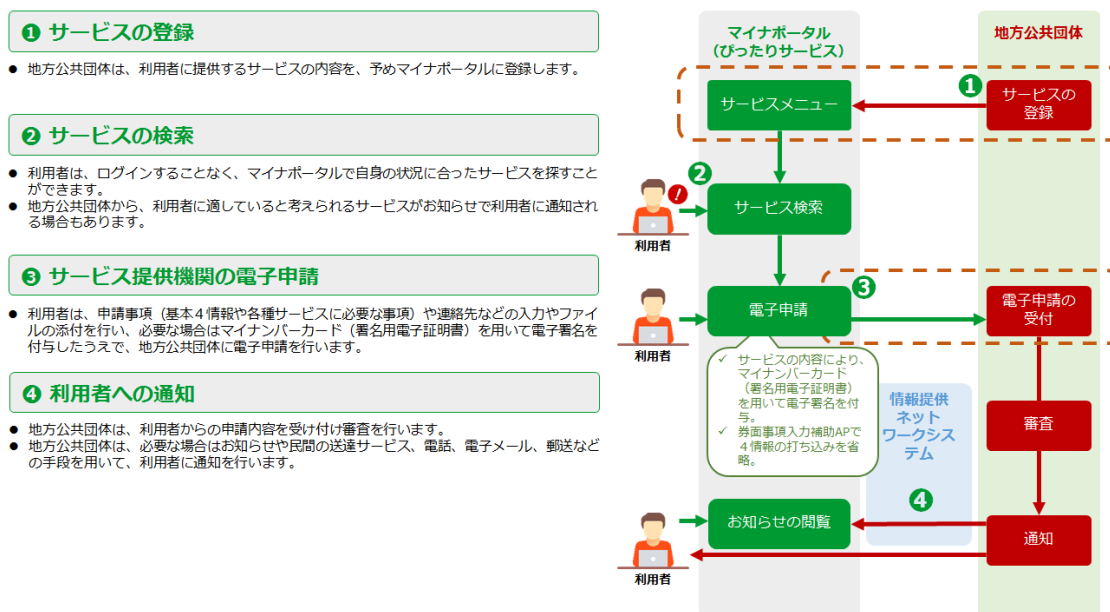 ❶ サービスの登録
● 地方公共団体は、利用者に提供するサービスの内容を、予めマイナポータルに登録します。
❷ サービスの検索
● 利用者は、ログインすることなく、マイナポータルで自身の状況に合ったサービスを探すこと
ができます。
● 地方公共団体から、利用者に適していると考えられるサービスがお知らせで利用者に通知され
る場合もあります。
❸ サービス提供機関の電子申請
● 利用者は、申請事項（基本４情報や各種サービスに必要な事項）や連絡先などの入力やファイ
ルの添付を行い、必要な場合はマイナンバーカード（署名用電子証明書）を用いて電子署名を
付与したうえで、地方公共団体に電子申請を行います。
❹ 利用者への通知
● 地方公共団体は、利用者からの申請内容を受け付け審査を行います。
● 地方公共団体は、必要な場合はお知らせや民間の送達サービス、電話、電子メール、郵送など
の手段を用いて、利用者に通知を行います。
マイナポータル
（ぴったりサービス）
地方公共団体
❶
サービスメニュー
サービスの
登録
❷
!
サービス検索
利用者
❸
電子申請
電子申請の
受付
利用者
✓ サービスの内容により、
マイナンバーカード
（署名用電子証明書）
を用いて電子署名を付
与。
✓ 券面事項入力補助APで
４情報の打ち込みを省
略。
情報提供
ネット
ワークシス
テム
審査
❹
お知らせの閲覧
通知
利用者